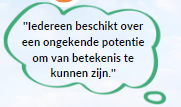 "Iedereen beschikt over
een ongekende potentie
om van betekenis te
kunnen zijn."